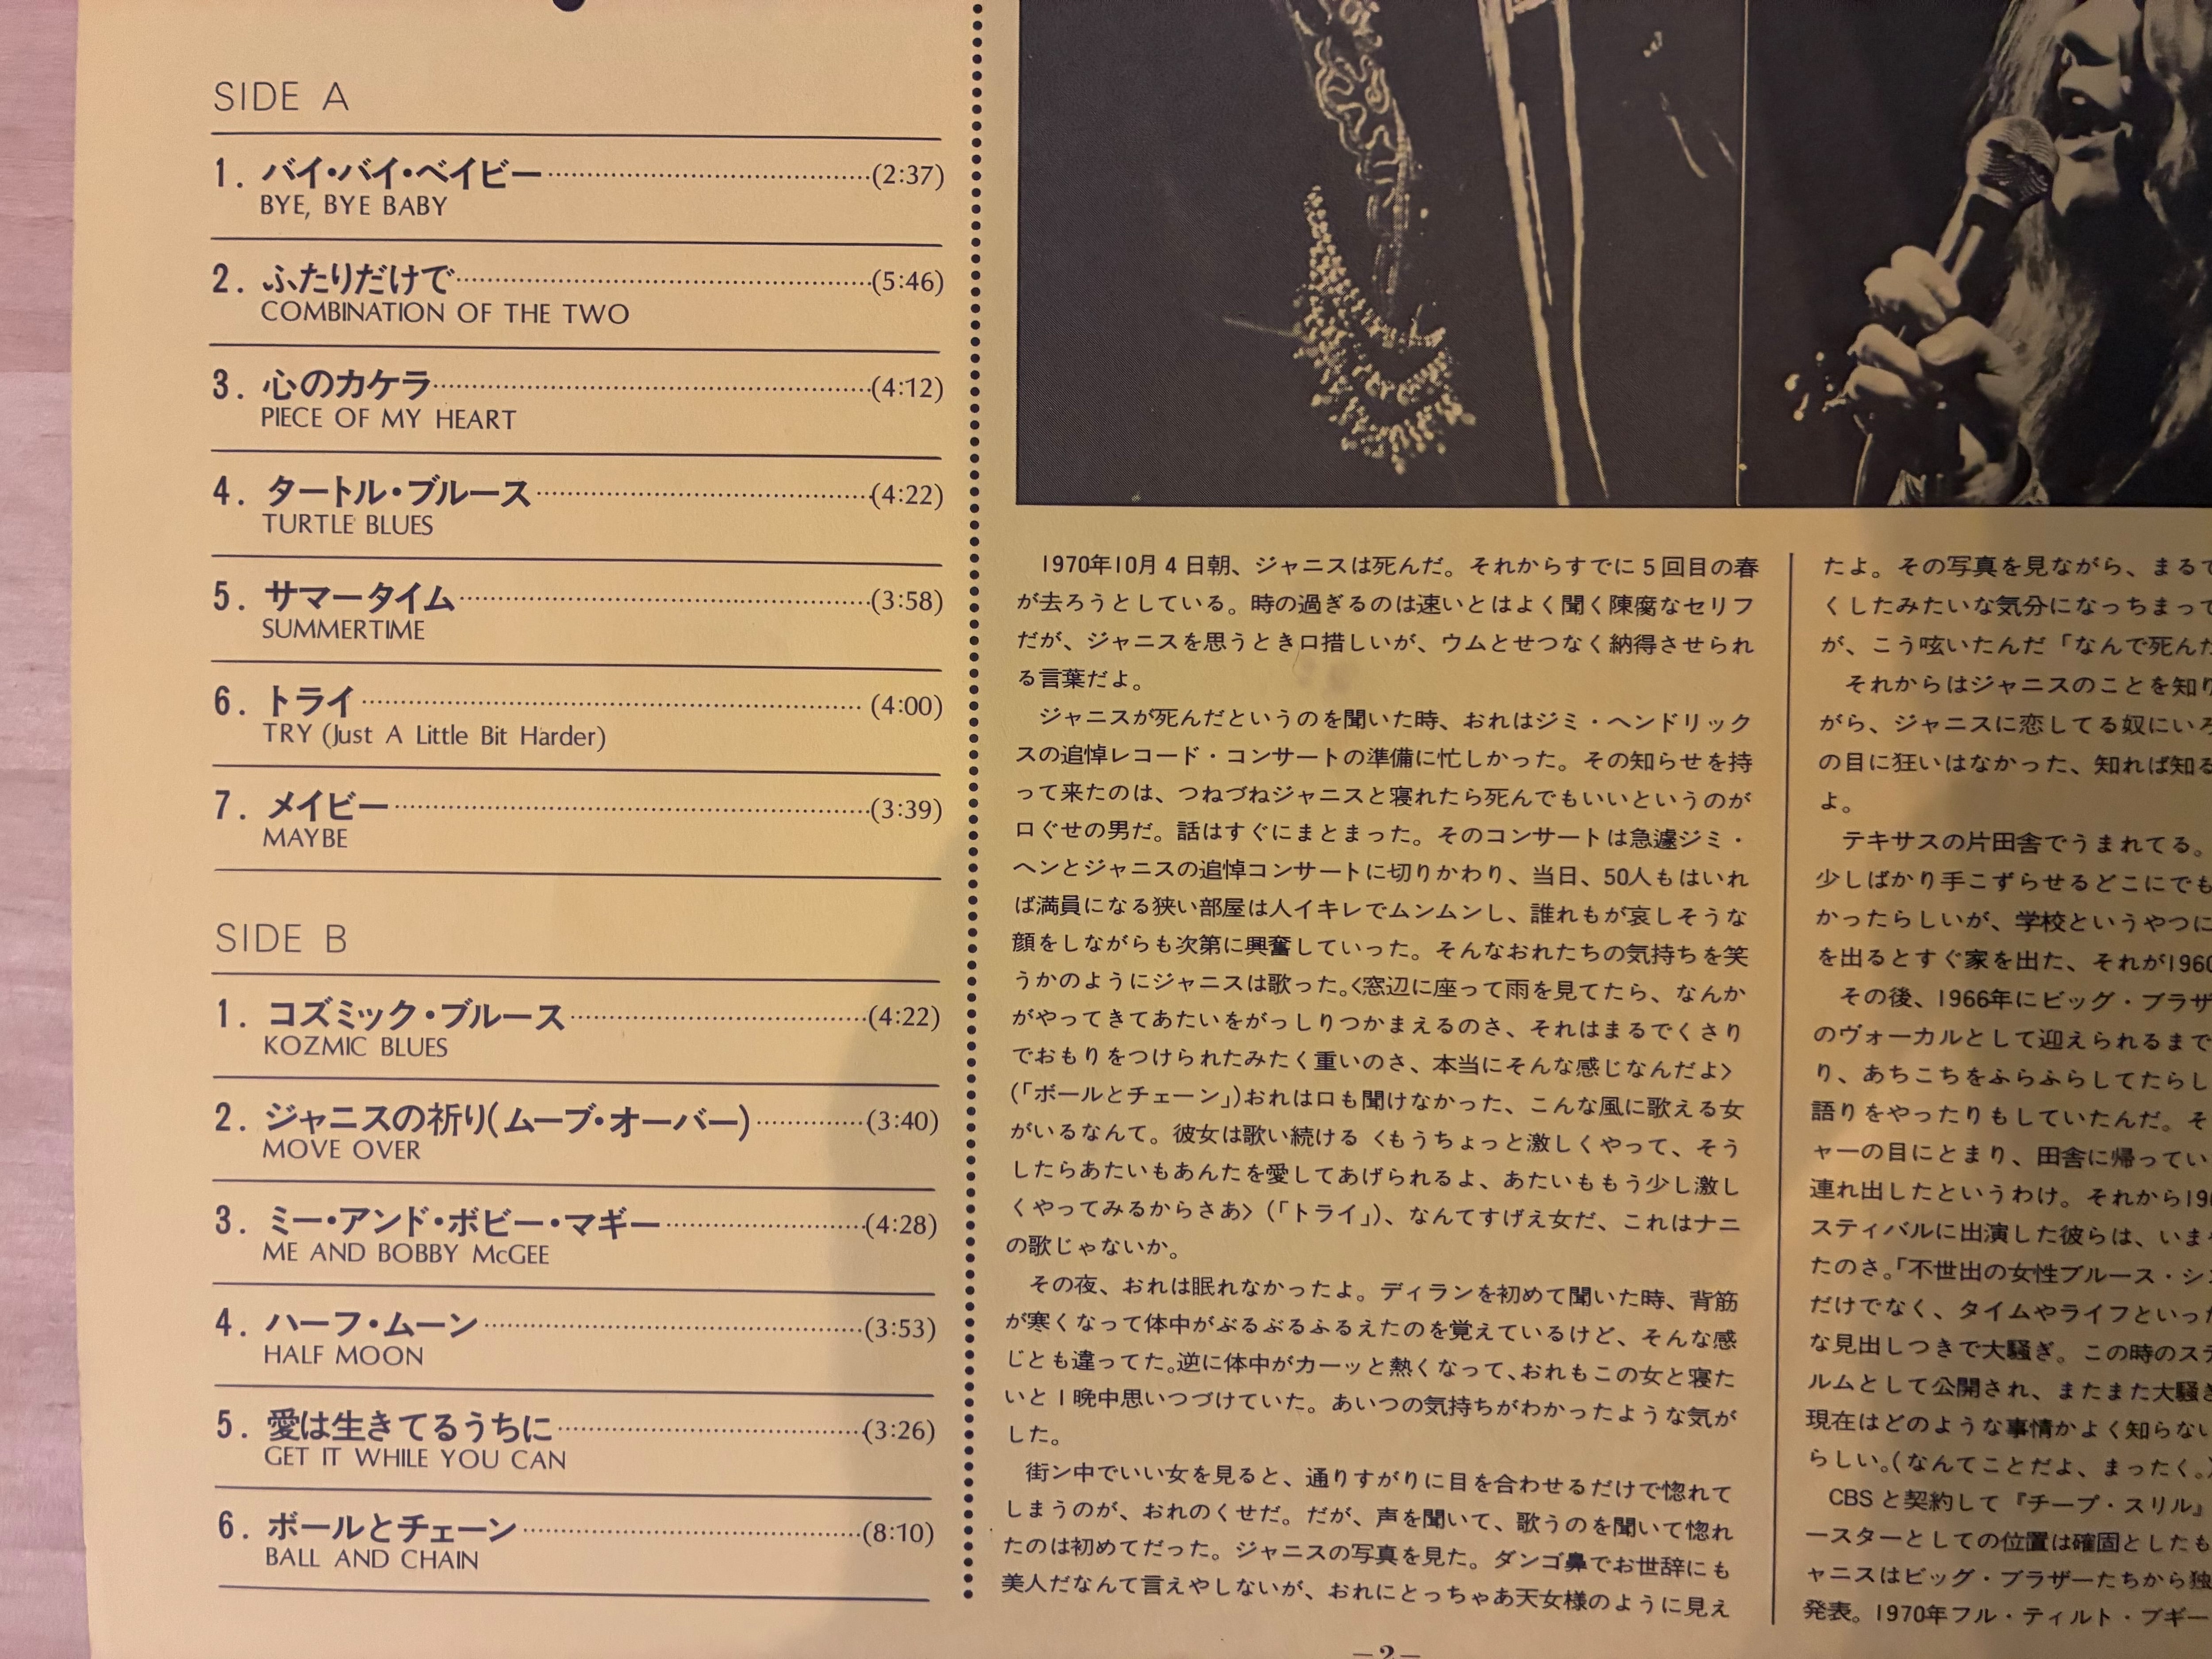 SIDE A
1. バイ・バイ・ベイビー(2:37)
BYE, BYE BABY
2. ふたりだけで(5:46)
COMBINATION OF THE TWO
3. 心のカケラ(4:12)
PIECE OF MY HEART
4. タートル・ブルース(4:22)
TURTLE BLUES
5. サマータイム(3:58)
SUMMERTIME
6. トライ(4:00)
TRY (Just A Little Bit Harder)
7. メイビー(3:39)
MAYBE
SIDE B
1. コズミック・ブルース(4:22)
KOZMIC BLUES
2. ジャニスの祈り(ムーブ・オーバー)(3:40)
MOVE OVER
3. ミー・アンド・ボビー・マギー(4:28)
ME AND BOBBY McGEE
4. ハーフ・ムーン(3:53)
HALF MOON
5. 愛は生きてるうちに(3:26)
GET IT WHILE YOU CAN
6. ボールとチェーン(8:10)
BALL AND CHAIN
1970年10月4日朝、ジャニスは死んだ。それからすでに5回目の春
が去ろうとしている。時の過ぎるのは速いとはよく聞く陳腐なセリフ
だが、ジャニスを思うとき口措しいが、ウムとせつなく納得させられ
る言葉だよ。
ジャニスが死んだというのを聞いた時、おれはジミ・ヘンドリック
スの追悼レコード・コンサートの準備に忙しかった。その知らせを持
って来たのは、つねづねジャニスと寝れたら死んでもいいというのが
口ぐせの男だ。話はすぐにまとまった。そのコンサートは急遽ジミ・
ヘンとジャニスの追悼コンサートに切りかわり、当日、50人もはいれ
ば満員になる狭い部屋は人イキレでムンムンし、誰れもが哀しそうな
顔をしながらも次第に興奮していった。そんなおれたちの気持ちを笑
うかのようにジャニスは歌った。〈窓辺に座って雨を見てたら、なんか
がやってきてあたいをがっしりつかまえるのさ、それはまるでくさり
でおもりをつけられたみたく重いのさ、本当にそんな感じなんだよ〉
(「ボールとチェーン」)おれは口も聞けなかった、こんな風に歌える女
がいるなんて。彼女は歌い続ける〈もうちょっと激しくやって、そう
したらあたいもあんたを愛してあげられるよ、あたいももう少し激し
くやってみるからさあ〉(「トライ」)、なんてすげえ女だ、これはナニ
の歌じゃないか。
その夜、おれは眠れなかったよ。ディランを初めて聞いた時、背筋
が寒くなって体中がぶるぶるふるえたのを覚えているけど、そんな感
じとも違ってた。逆に体中がカーッと熱くなって、おれもこの女と寝た
いと1晩中思いつづけていた。あいつの気持ちがわかったような気が
した。
街ン中でいい女を見ると、通りすがりに目を合わせるだけで惚れて
しまうのが、おれのくせだ。だが、声を聞いて、歌うのを聞いて惚れ
たのは初めてだった。ジャニスの写真を見た。ダンゴ鼻でお世辞にも
美人だなんて言えやしないが、おれにとっちゃあ天女様のように見え
たよ。その写真を見ながら、まるで
くしたみたいな気分になっちまって
が、こう呟いたんだ「なんで死んだ
それからはジャニスのことを知り
がら、ジャニスに恋してる奴にいろ
の目に狂いはなかった、知れば知る
よ。
テキサスの片田舎でうまれてる。
少しばかり手こずらせるどこにでも
かったらしいが、学校というやつに
を出るとすぐ家を出た、それが1960
その後、1966年にビッグ・ブラザ
のヴォーカルとして迎えられるまで
り、あちこちをふらふらしてたらし
語りをやったりもしていたんだ。そ
ャーの目にとまり、田舎に帰ってい
連れ出したというわけ。それから19
スティバルに出演した彼らは、いま
たのさ。「不世出の女性ブルース・シン
だけでなく、タイムやライフといった
な見出しつきで大騒ぎ。この時のステ
ルムとして公開され、またまた大騒ぎ
現在はどのような事情かよく知らない
らしい。(なんてことだよ、まったく。)
CBSと契約して『チープ・スリル』
ースターとしての位置は確固としたも
ャニスはビッグ・ブラザーたちから独
発表。1970年フル・ティルト・ブギー
—2—